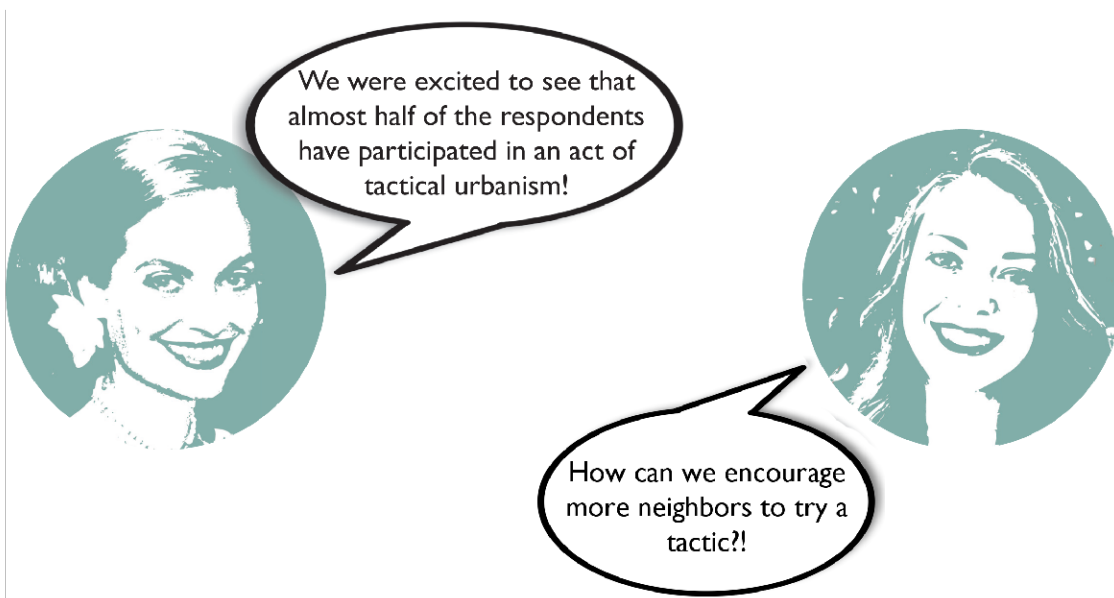 We were excited to see that
almost half of the respondents
have participated in an act of
tactical urbanism!
How can we encourage
more neighbors to try a
tactic?!